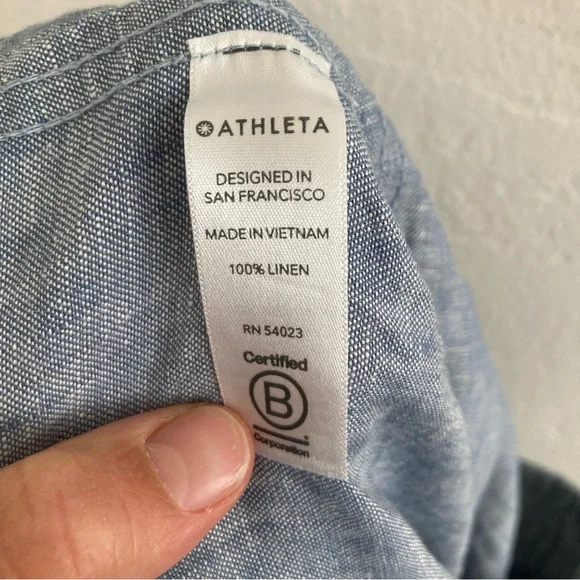 ATHLETA
DESIGNED IN
SAN FRANCISCO
MADE IN VIETNAM
100% LINEN
RN 54023
Certified
B
Corporation